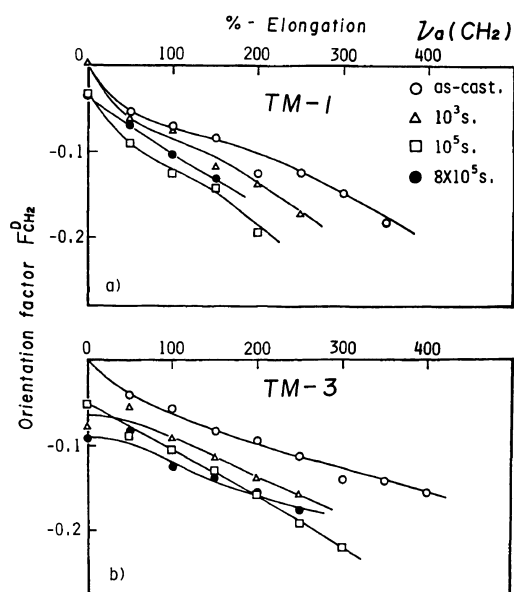 % - Elongation
νa(CH2)
0 100 200 300 400
TM-1
○ as-cast.
△ 10³s.
□ 10⁵s.
● 8X10⁵s.
-0.1
-0.2
a)
Orientation factor F^D_CH2
0 100 200 300 400
TM-3
-0.1
-0.2
b)